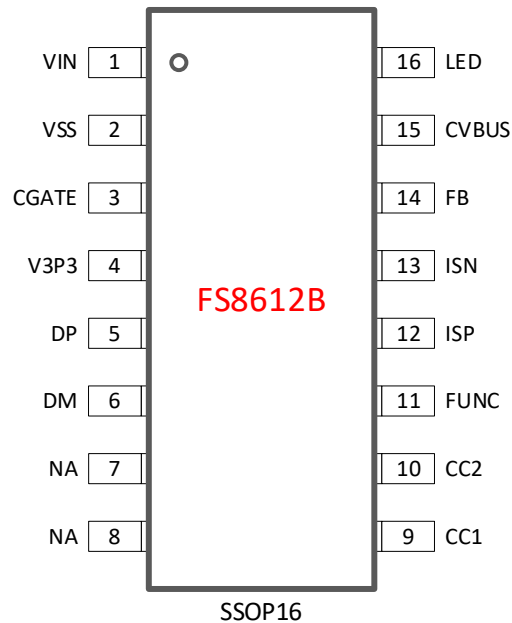 VIN 1 16 LED
VSS 2 15 CVBUS
CGATE 3 14 FB
V3P3 4 13 ISN
FS8612B
DP 5 12 ISP
DM 6 11 FUNC
NA 7 10 CC2
NA 8 9 CC1
SSOP16